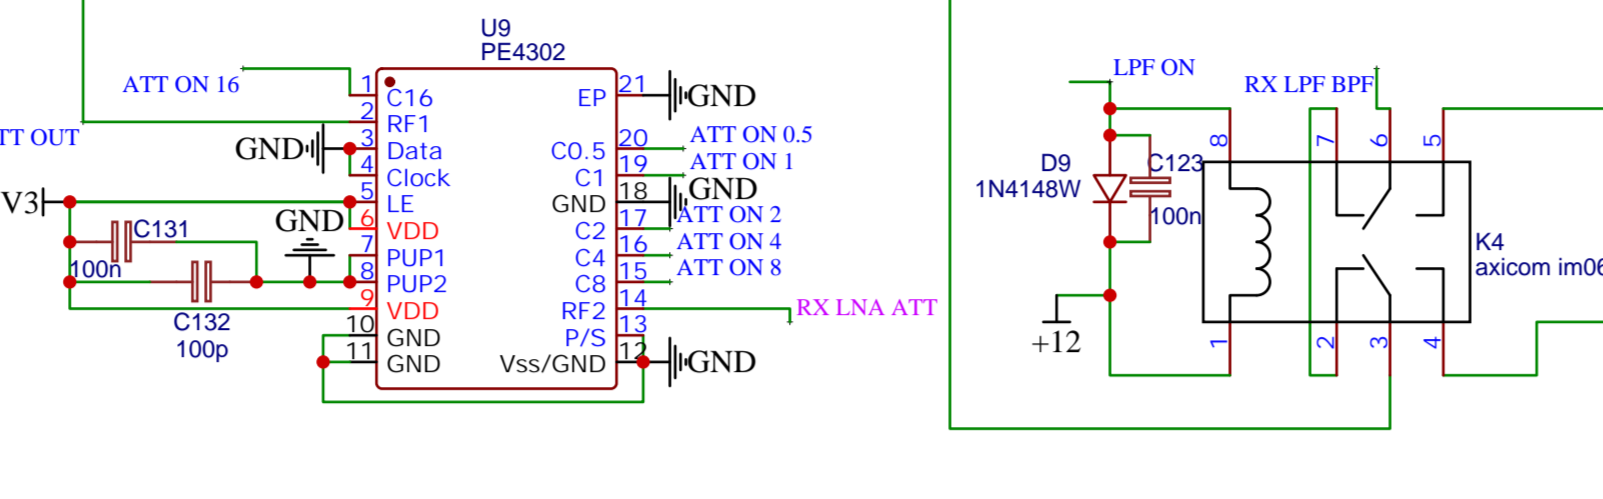 U9
PE4302
ATT ON 16
TT OUT
GND
V3
C131
100n
GND
C132
100p
1
2
3
4
5
6
7
8
9
10
11
C16
RF1
Data
Clock
LE
VDD
PUP1
PUP2
VDD
GND
GND
EP
C0.5
C1
GND
C2
C4
C8
RF2
P/S
Vss/GND
21
20
19
18
17
16
15
14
13
12
GND
ATT ON 0.5
ATT ON 1
GND
ATT ON 2
ATT ON 4
ATT ON 8
RX LNA ATT
GND
LPF ON
RX LPF BPF
D9
1N4148W
C123
100n
+12
8
7
6
5
1
2
3
4
K4
axicom im06